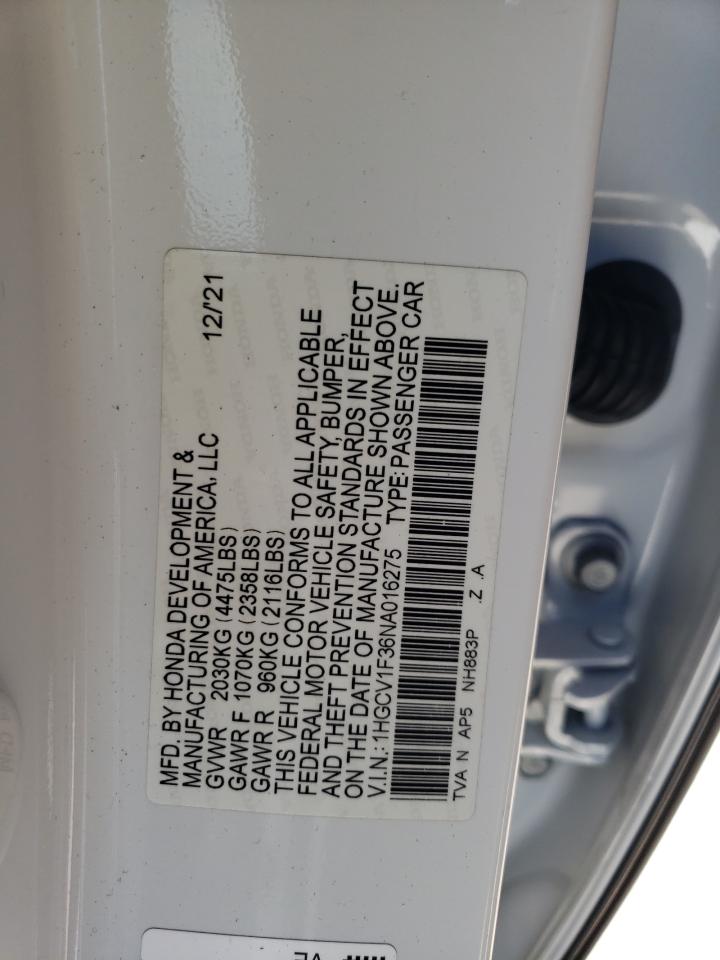 MFD. BY HONDA DEVELOPMENT &
MANUFACTURING OF AMERICA, LLC 12/'21
GVWR 2030KG (4475LBS)
GAWR F 1070KG (2358LBS)
GAWR R 960KG (2116LBS)
THIS VEHICLE CONFORMS TO ALL APPLICABLE
FEDERAL MOTOR VEHICLE SAFETY, BUMPER,
AND THEFT PREVENTION STANDARDS IN EFFECT
ON THE DATE OF MANUFACTURE SHOWN ABOVE.
V.I.N.: 1HGCV1F36NA016275 TYPE: PASSENGER CAR
TVA N AP5 NH883P .Z .A